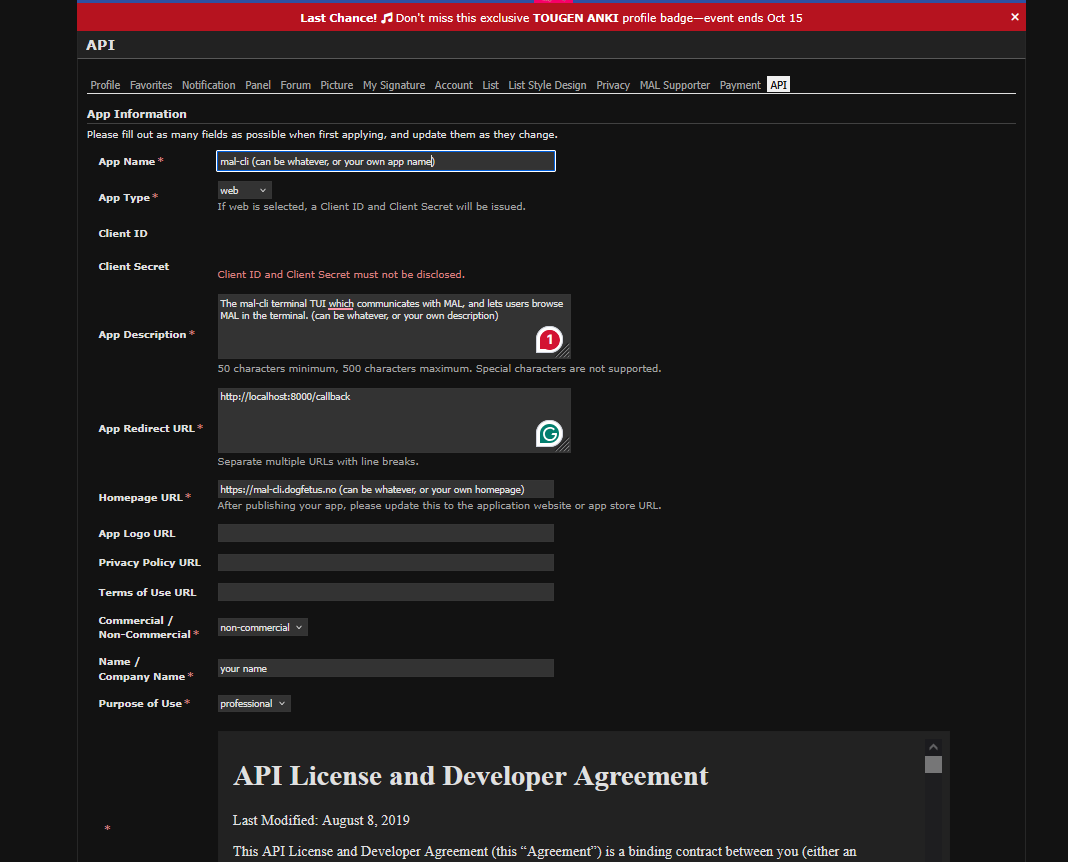 Last Chance! 🎵 Don't miss this exclusive TOUGEN ANKI profile badge—event ends Oct 15 ×
API
Profile Favorites Notification Panel Forum Picture My Signature Account List List Style Design Privacy MAL Supporter Payment API
App Information
Please fill out as many fields as possible when first applying, and update them as they change.
App Name * mal-cli (can be whatever, or your own app name)
App Type * web
If web is selected, a Client ID and Client Secret will be issued.
Client ID
Client Secret
Client ID and Client Secret must not be disclosed.
The mal-cli terminal TUI which communicates with MAL, and lets users browse
MAL in the terminal. (can be whatever, or your own description)
App Description *
1
50 characters minimum, 500 characters maximum. Special characters are not supported.
http://localhost:8000/callback
App Redirect URL *
G
Separate multiple URLs with line breaks.
Homepage URL * https://mal-cli.dogfetus.no (can be whatever, or your own homepage)
After publishing your app, please update this to the application website or app store URL.
App Logo URL
Privacy Policy URL
Terms of Use URL
Commercial /
Non-Commercial * non-commercial
Name /
Company Name * your name
Purpose of Use * professional
API License and Developer Agreement
Last Modified: August 8, 2019
*
This API License and Developer Agreement (this “Agreement”) is a binding contract between you (either an